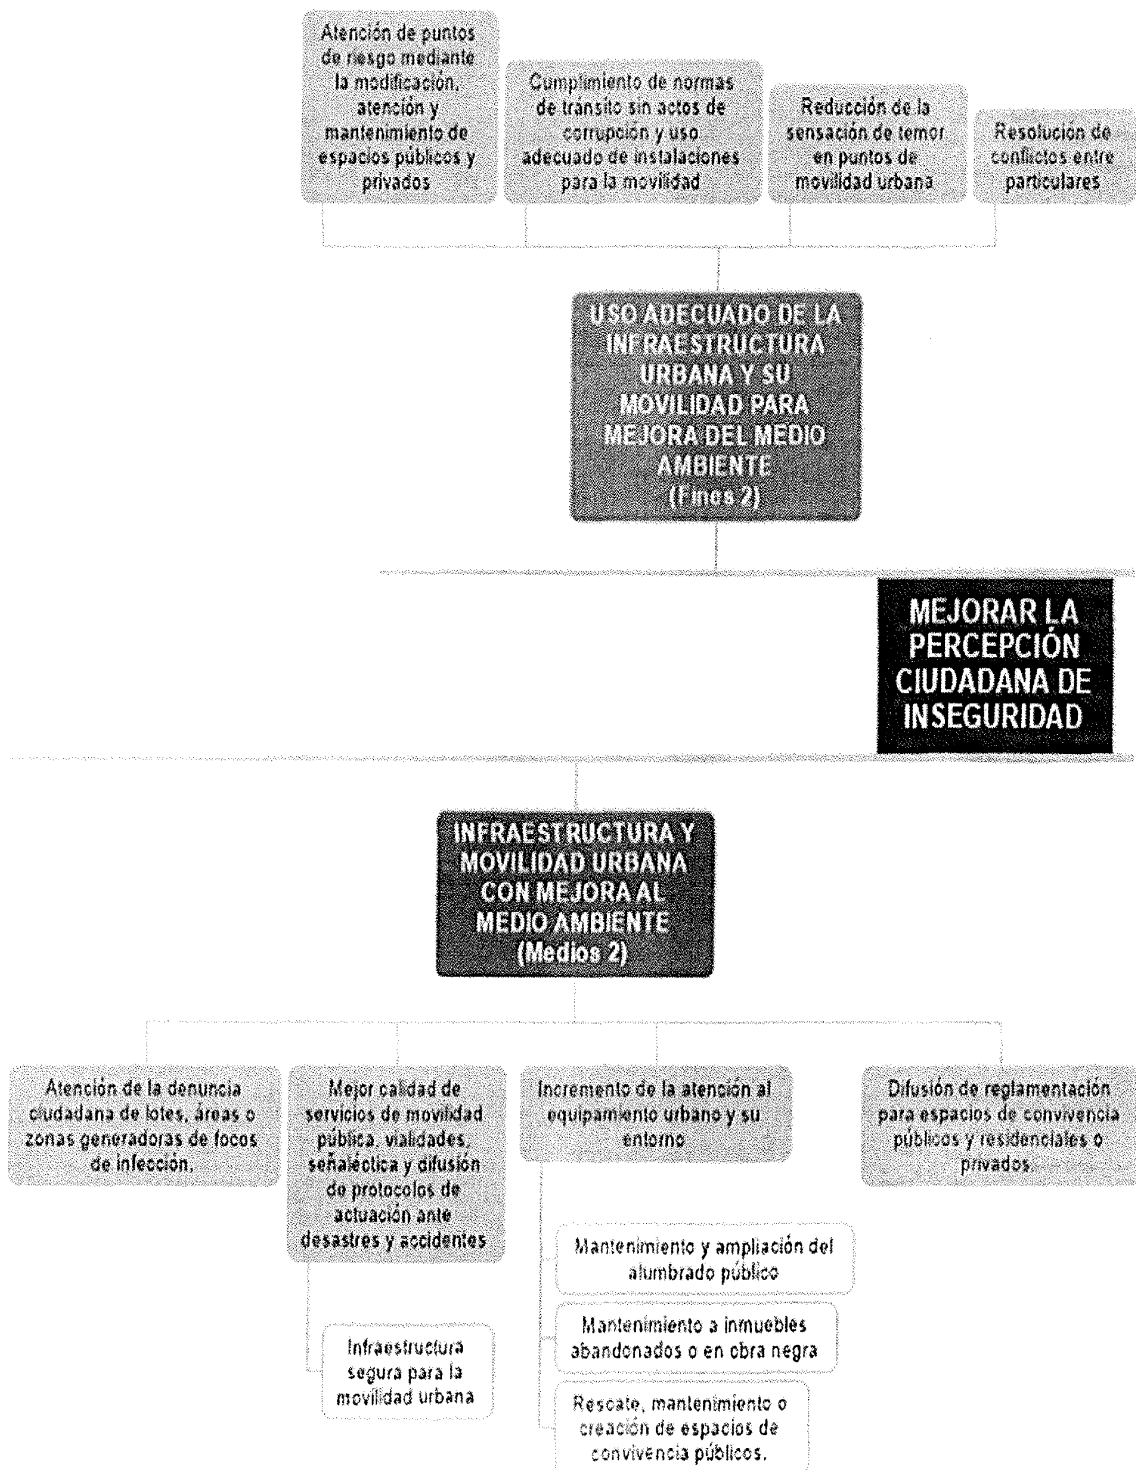 Atención de puntos
de riesgo mediante
la modificación,
atención y
mantenimiento de
espacios públicos y
privados
Cumplimiento de normas
de tránsito sin actos de
corrupción y uso
adecuado de instalaciones
para la movilidad
Reducción de la
sensación de temor
en puntos de
movilidad urbana
Resolución de
conflictos entre
particulares
USO ADECUADO DE LA
INFRAESTRUCTURA
URBANA Y SU
MOVILIDAD PARA
MEJORA DEL MEDIO
AMBIENTE
(Fines 2)
MEJORAR LA
PERCEPCIÓN
CIUDADANA DE
INSEGURIDAD
INFRAESTRUCTURA Y
MOVILIDAD URBANA
CON MEJORA AL
MEDIO AMBIENTE
(Medios 2)
Atención de la denuncia
ciudadana de lotes, áreas o
zonas generadoras de focos
de infección.
Mejor calidad de
servicios de movilidad
pública, vialidades,
señaléctica y difusión
de protocolos de
actuación ante
desastres y accidentes
Infraestructura
segura para la
movilidad urbana
Incremento de la atención al
equipamiento urbano y su
entorno
Mantenimiento y ampliación del
alumbrado público
Mantenimiento a inmuebles
abandonados o en obra negra
Rescate, mantenimiento o
creación de espacios de
convivencia públicos.
Difusión de reglamentación
para espacios de convivencia
públicos y residenciales o
privados.